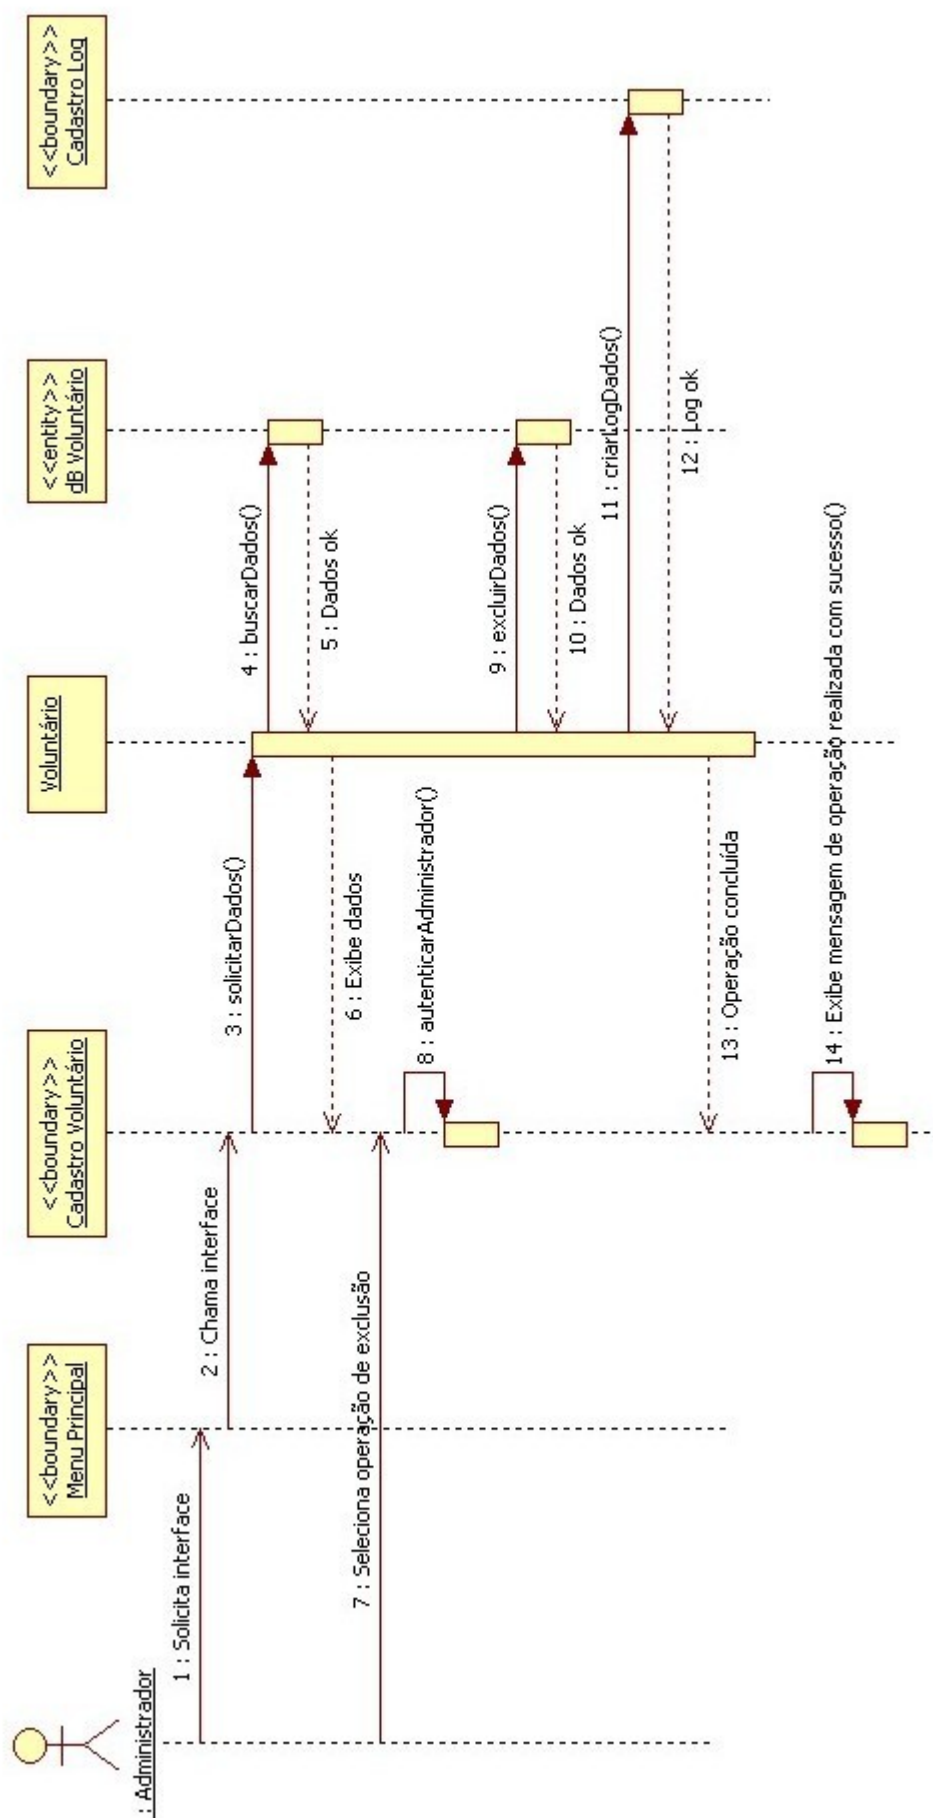 : Administrador
<<boundary>>
Menu Principal
<<boundary>>
Cadastro Voluntário
Voluntário
<<entity>>
dB Voluntário
<<boundary>>
Cadastro Log
1 : Solicita interface
2 : Chama interface
3 : solicitarDados()
4 : buscarDados()
5 : Dados ok
6 : Exibe dados
7 : Seleciona operação de exclusão
8 : autenticarAdministrador()
9 : excluirDados()
10 : Dados ok
11 : criarLogDados()
12 : Log ok
13 : Operação concluída
14 : Exibe mensagem de operação realizada com sucesso()